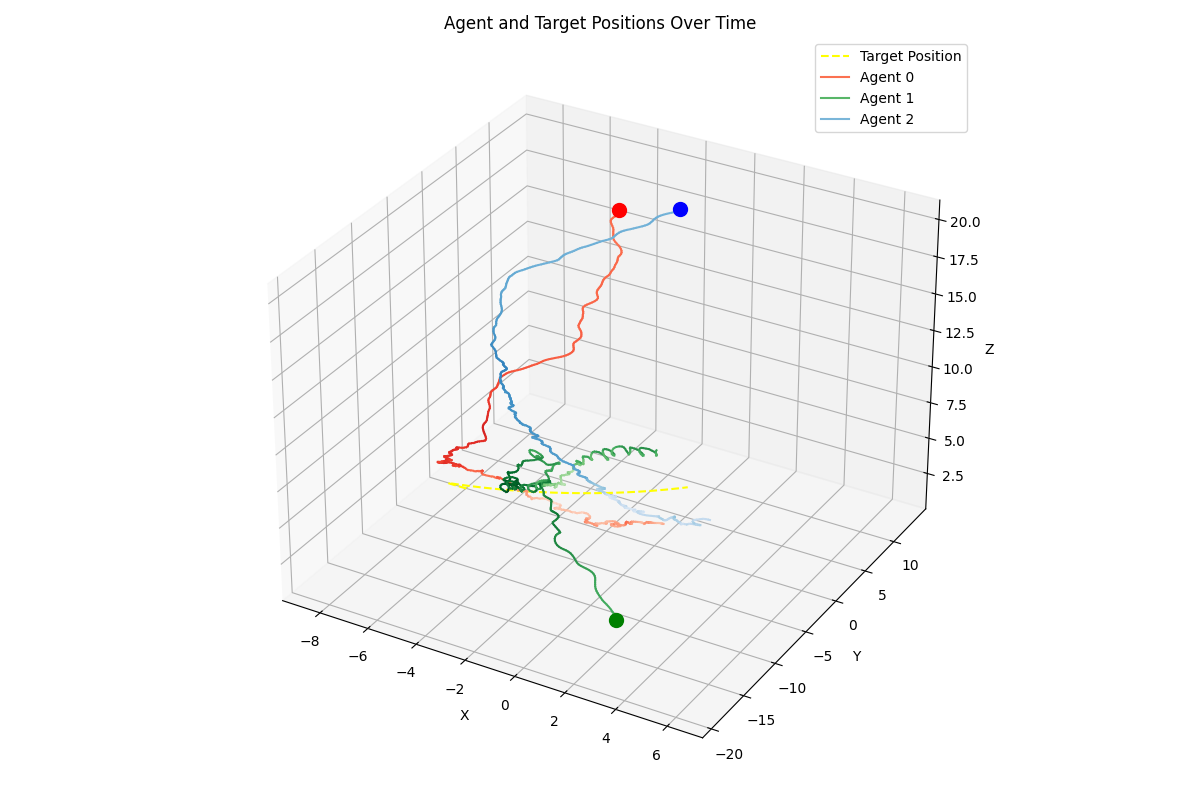 Agent and Target Positions Over Time
Target Position
Agent 0
Agent 1
Agent 2
20.0
17.5
15.0
12.5
10.0
7.5
5.0
2.5
Z
10
5
0
−5
−10
−15
−20
Y
−8
−6
−4
−2
0
2
4
6
X